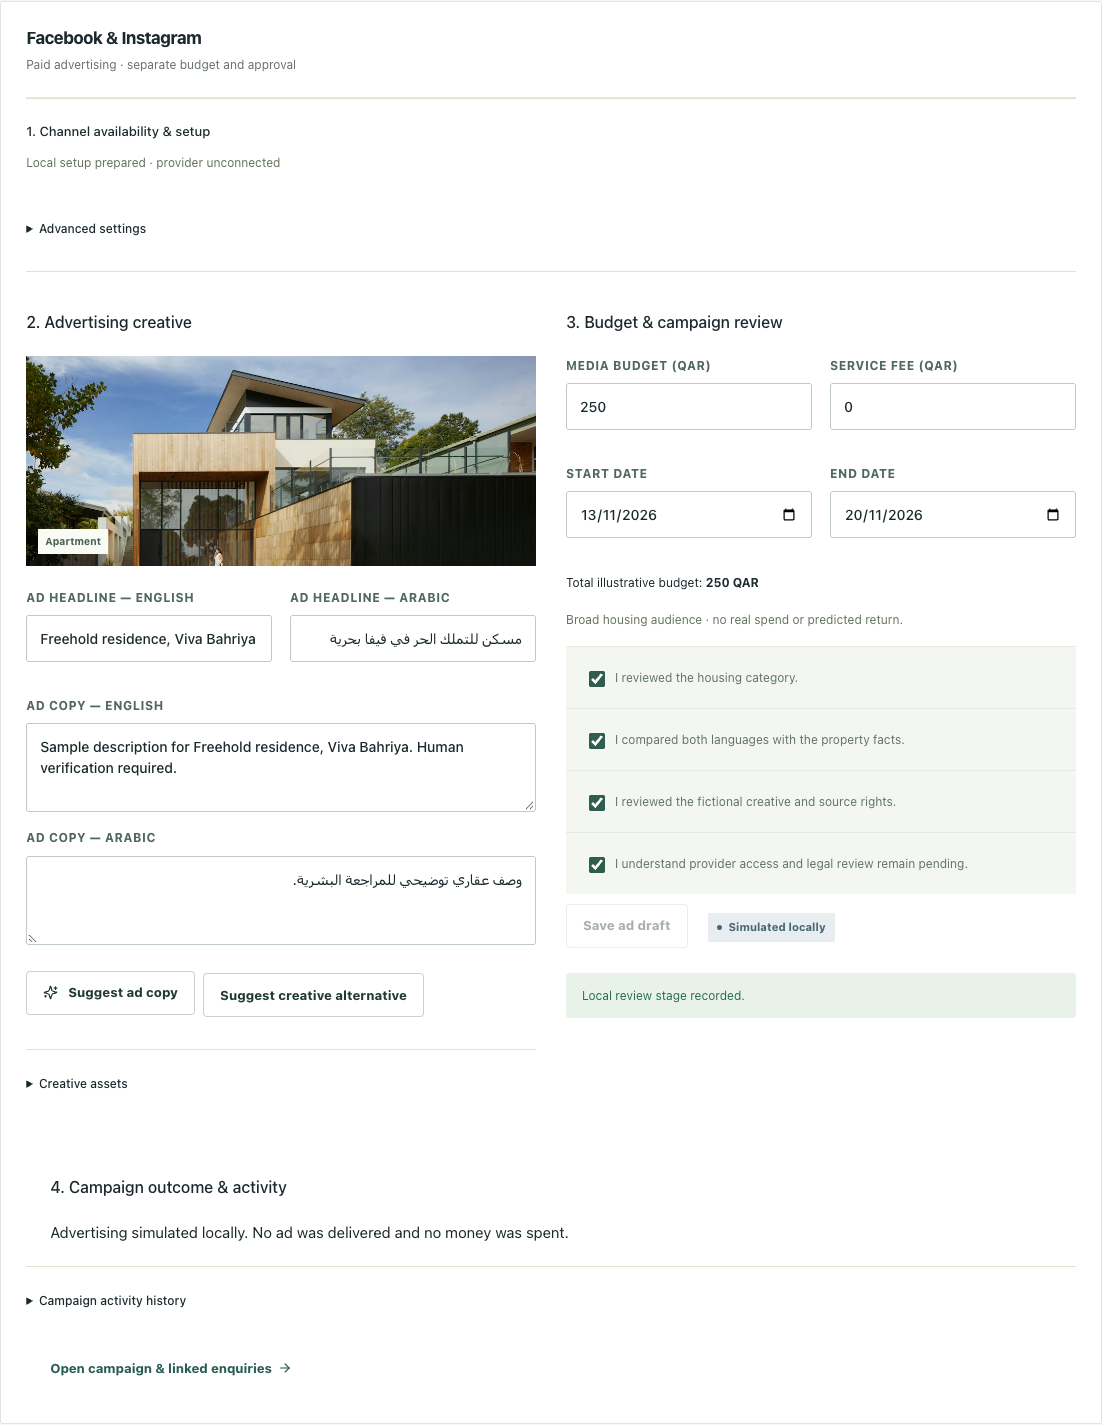 Facebook & Instagram
Paid advertising · separate budget and approval
1. Channel availability & setup
Local setup prepared · provider unconnected
Advanced settings
2. Advertising creative
Apartment
AD HEADLINE — ENGLISH
AD HEADLINE — ARABIC
Freehold residence, Viva Bahriya
مسكن للتملك الحر في فيفا بحرية
AD COPY — ENGLISH
Sample description for Freehold residence, Viva Bahriya. Human
verification required.
AD COPY — ARABIC
وصف عقاري توضيحي للمراجعة البشرية.
Suggest ad copy
Suggest creative alternative
Creative assets
3. Budget & campaign review
MEDIA BUDGET (QAR)
SERVICE FEE (QAR)
250
0
START DATE
END DATE
13/11/2026
20/11/2026
Total illustrative budget: 250 QAR
Broad housing audience · no real spend or predicted return.
I reviewed the housing category.
I compared both languages with the property facts.
I reviewed the fictional creative and source rights.
I understand provider access and legal review remain pending.
Save ad draft
Simulated locally
Local review stage recorded.
4. Campaign outcome & activity
Advertising simulated locally. No ad was delivered and no money was spent.
Campaign activity history
Open campaign & linked enquiries →